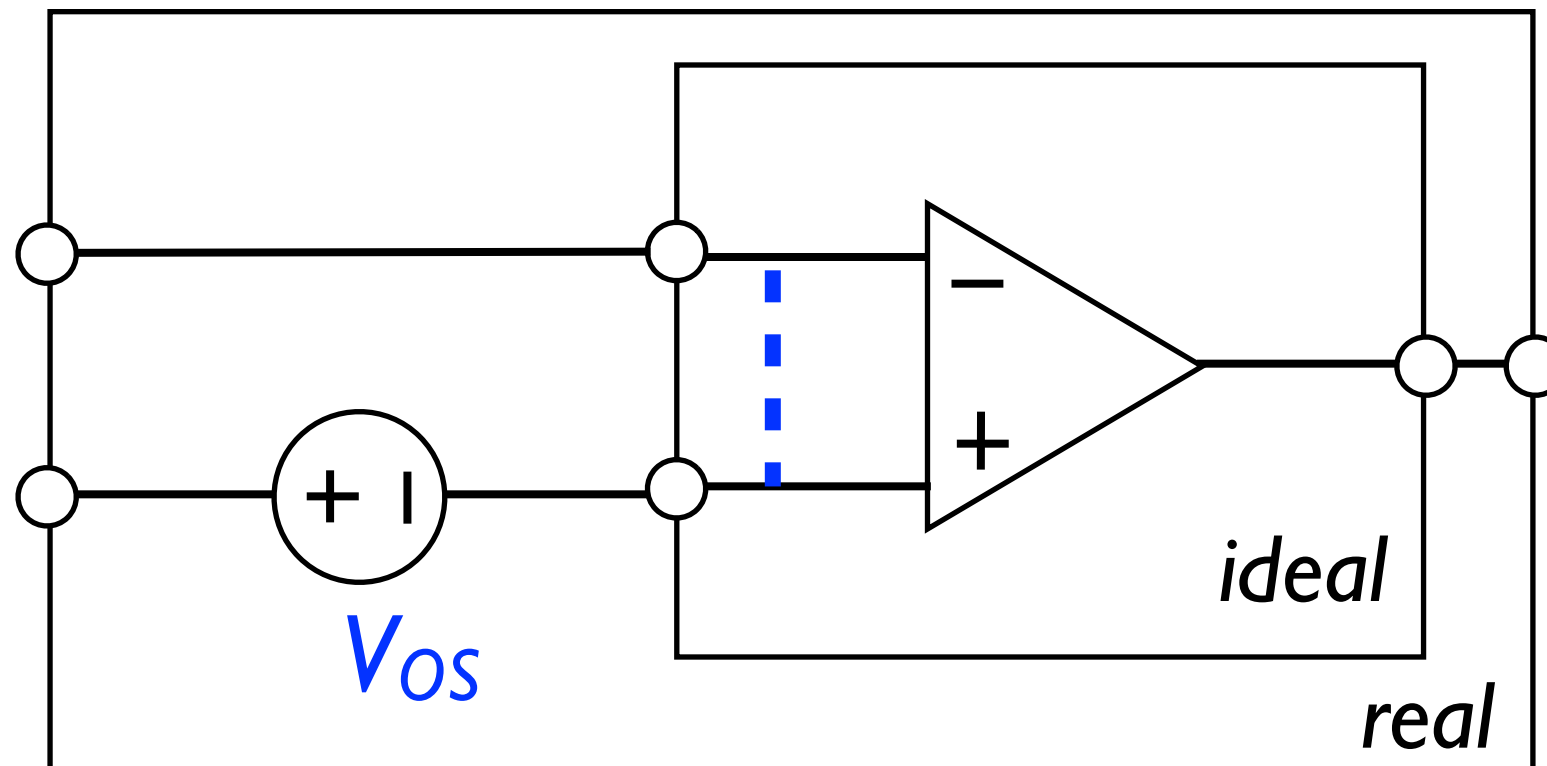 −
+
+ −
ideal
VOS
real